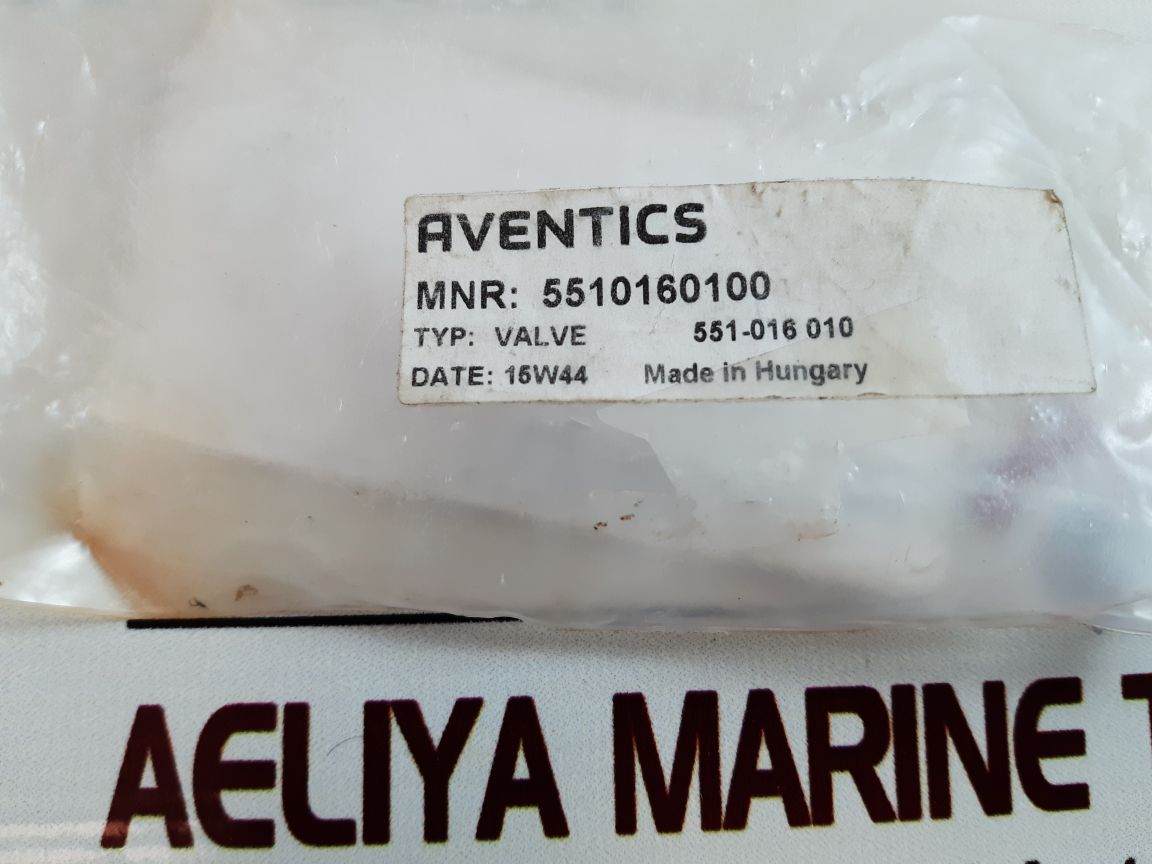 AVENTICS
MNR: 5510160100
TYP: VALVE 551-016 010
DATE: 15W44 Made in Hungary
AELIYA MARINE